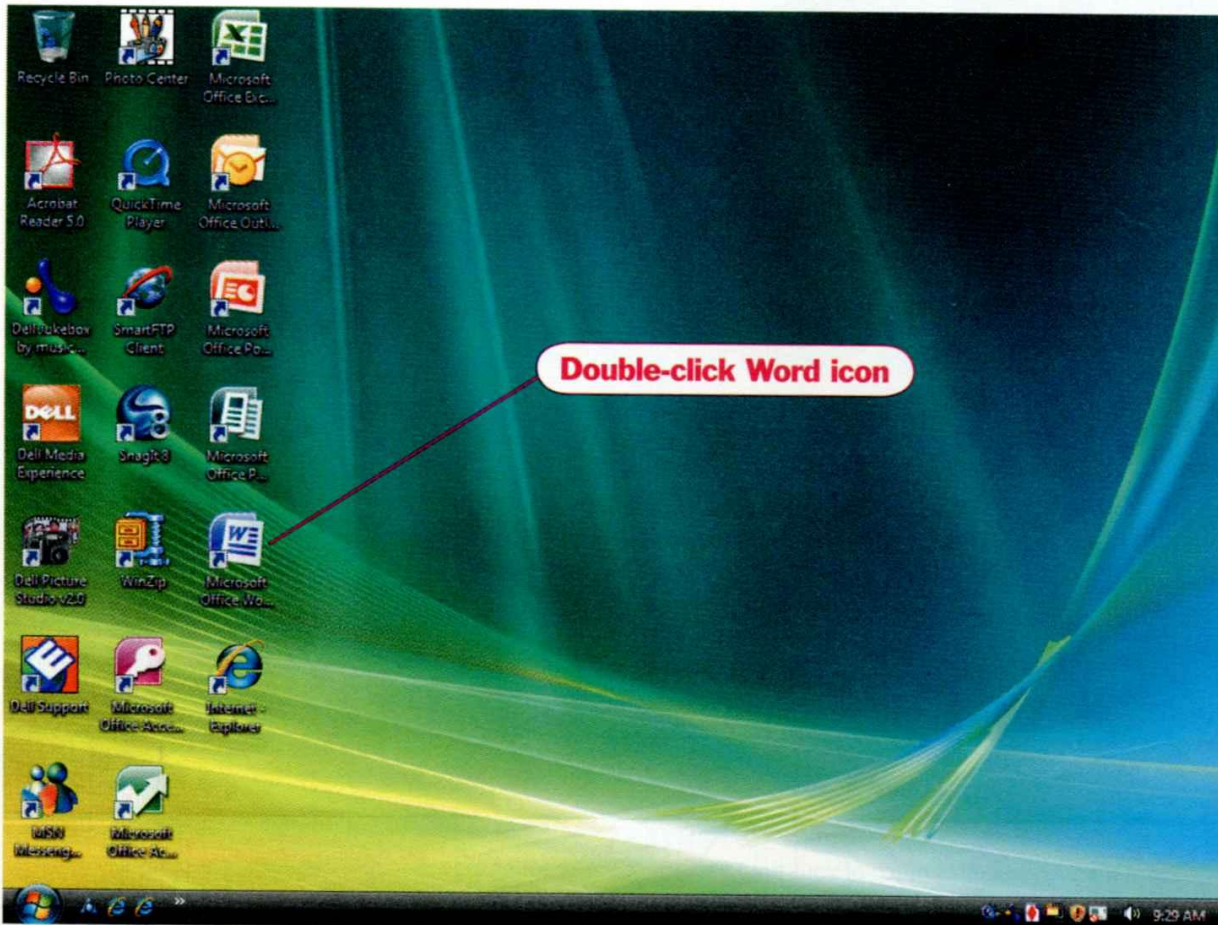 Recycle Bin
Photo Center
Microsoft
Office Exc...
Acrobat
Reader 5.0
QuickTime
Player
Microsoft
Office Outl...
Dell Jukebox
by music...
SmartFTP
Client
Microsoft
Office Po...
Double-click Word icon
DELL
Dell Media
Experience
SnagIt 8
Microsoft
Office P...
Dell Picture
Studio v2.0
WinZip
W
Microsoft
Office Wo...
Dell Support
Microsoft
Office Acce...
Internet
Explorer
MSN
Messeng...
Microsoft
Office Ac...
9:29 AM